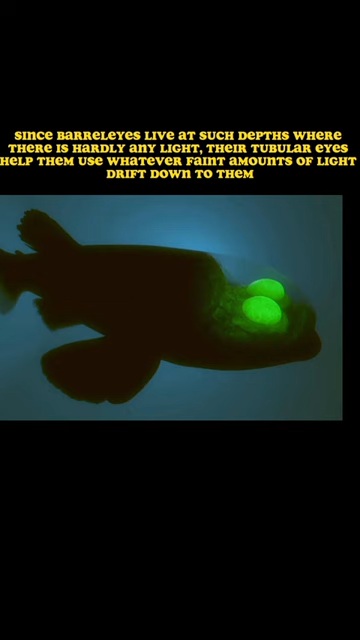 SINCE BARRELEYES LIVE AT SUCH DEPTHS WHERE
THERE IS HARDLY ANY LIGHT, THEIR TUBULAR EYES
HELP THEM USE WHATEVER FAINT AMOUNTS OF LIGHT
DRIFT DOWN TO THEM